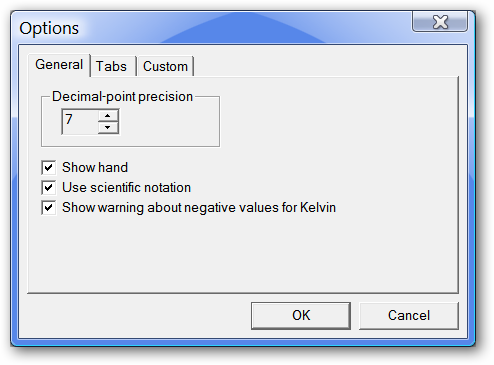 Options
General Tabs Custom
Decimal-point precision
7
Show hand
Use scientific notation
Show warning about negative values for Kelvin
OK Cancel